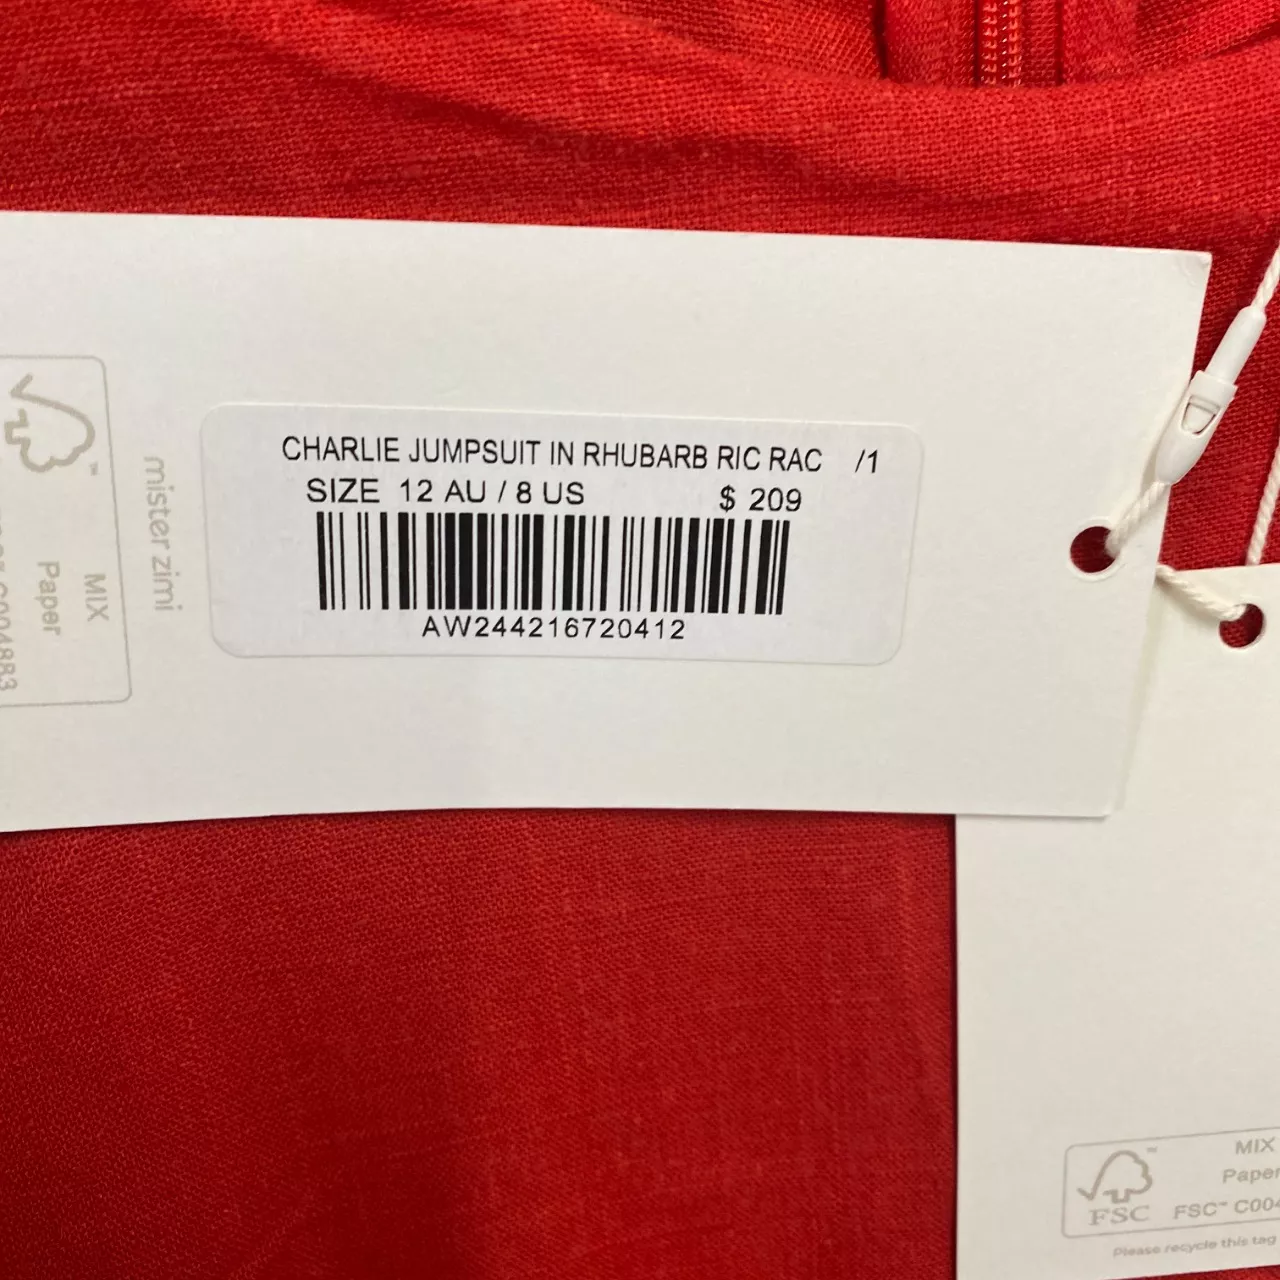 CHARLIE JUMPSUIT IN RHUBARB RIC RAC /1
SIZE 12 AU / 8 US $ 209
AW244216720412
mister zimi
MIX
Paper
C004883
MIX
Paper
FSC
FSC™ C004
Please recycle this tag